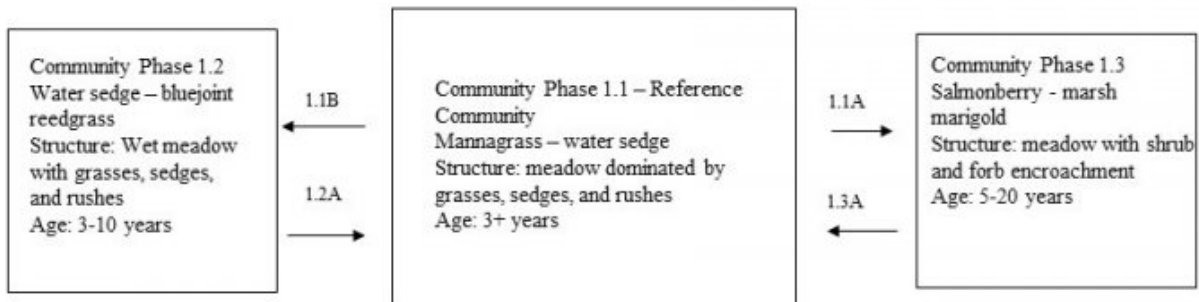 Community Phase 1.2
Water sedge – bluejoint
reedgrass
Structure: Wet meadow
with grasses, sedges,
and rushes
Age: 3-10 years
1.1B
1.2A
Community Phase 1.1 – Reference
Community
Mannagrass – water sedge
Structure: meadow dominated by
grasses, sedges, and rushes
Age: 3+ years
1.1A
1.3A
Community Phase 1.3
Salmonberry - marsh
marigold
Structure: meadow with shrub
and forb encroachment
Age: 5-20 years